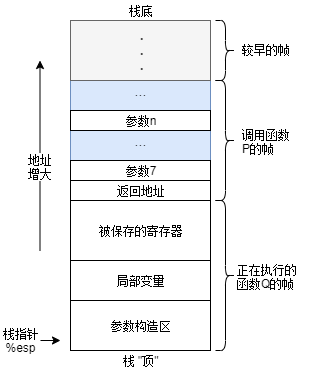 栈底
.
.
.
较早的帧
...
参数n
...
调用函数
P的帧
地址
增大
参数7
返回地址
被保存的寄存器
局部变量
正在执行的
函数Q的帧
参数构造区
栈指针
%esp
栈 "顶"